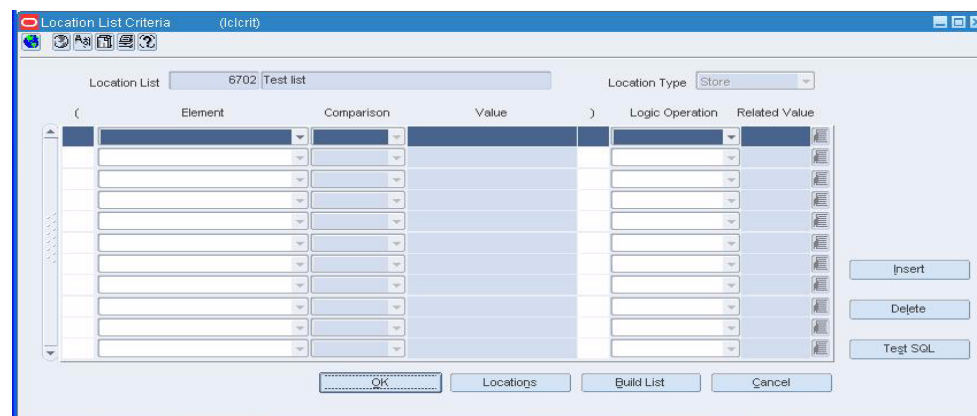 Location List Criteria (lclcrit)
Location List 6702 Test list Location Type Store
( Element Comparison Value ) Logic Operation Related Value
Insert
Delete
Test SQL
OK Locations Build List Cancel